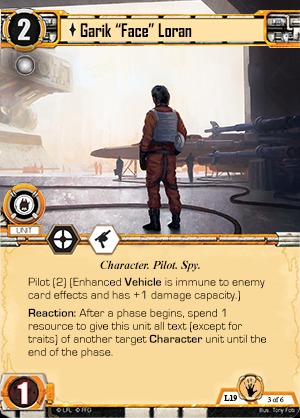 2
Garik “Face” Loran
UNIT
Character. Pilot. Spy.
Pilot (2) (Enhanced Vehicle is immune to enemy
card effects and has +1 damage capacity.)
Reaction: After a phase begins, spend 1
resource to give this unit all text (except for
traits) of another target Character unit until the
end of the phase.
1
© LFL © FFG
L19
3 of 6
Illus. Tony Foti